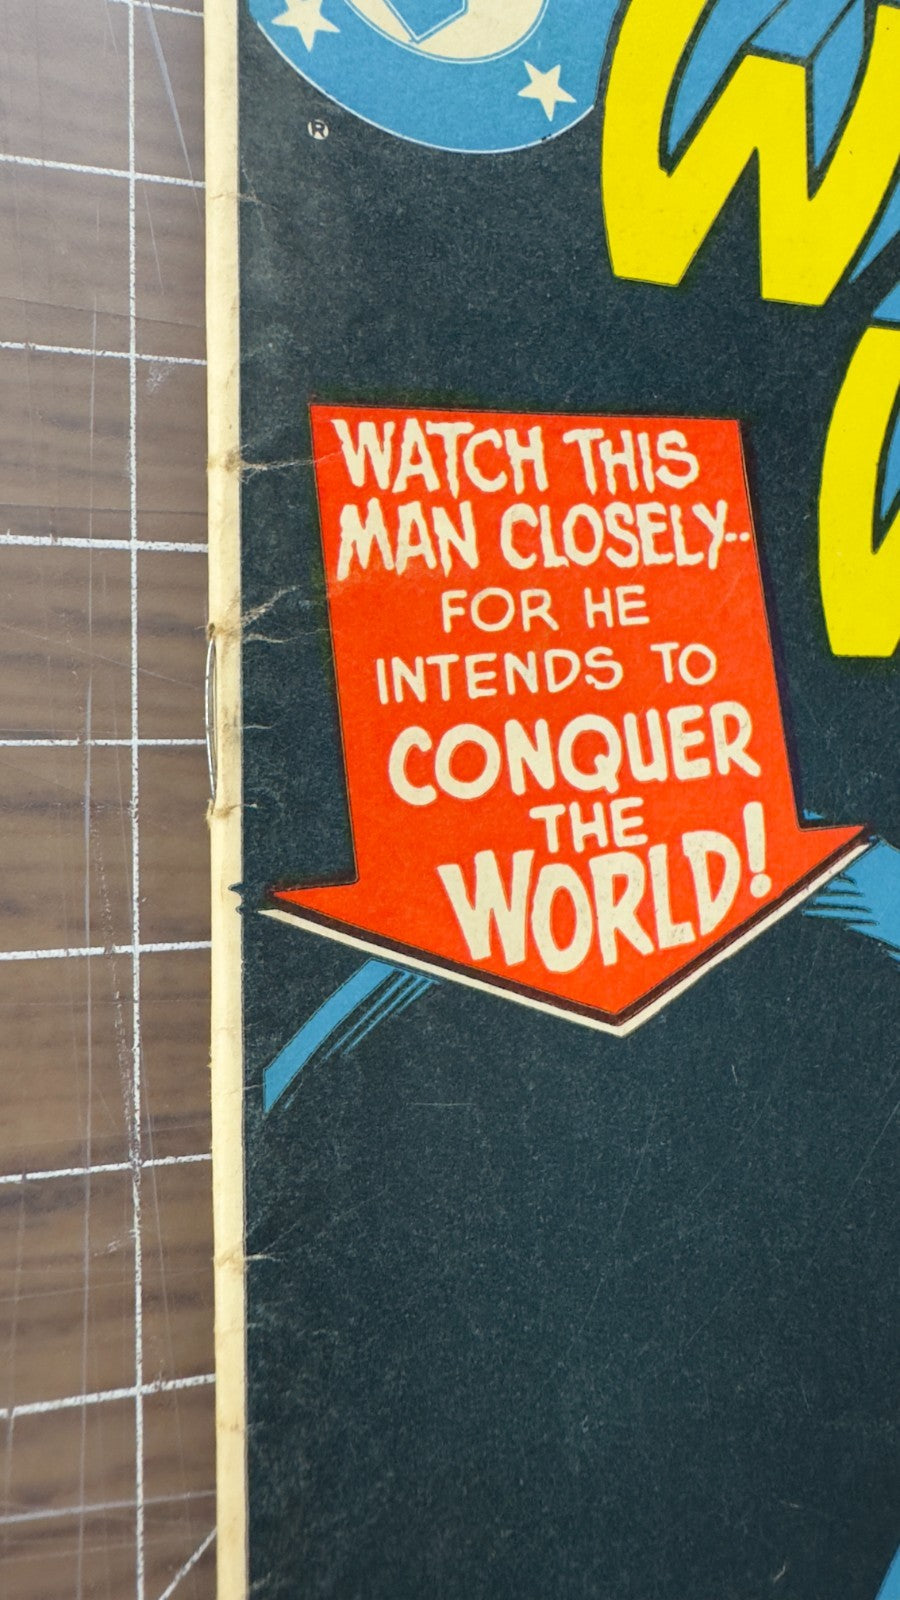 ®
W
WATCH THIS
MAN CLOSELY--
FOR HE
INTENDS TO
CONQUER
THE
WORLD!